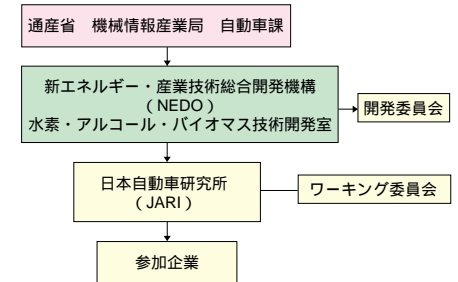 通産省　機械情報産業局　自動車課
新エネルギー・産業技術総合開発機構
（NEDO）
水素・アルコール・バイオマス技術開発室
開発委員会
日本自動車研究所
（JARI）
ワーキング委員会
参加企業